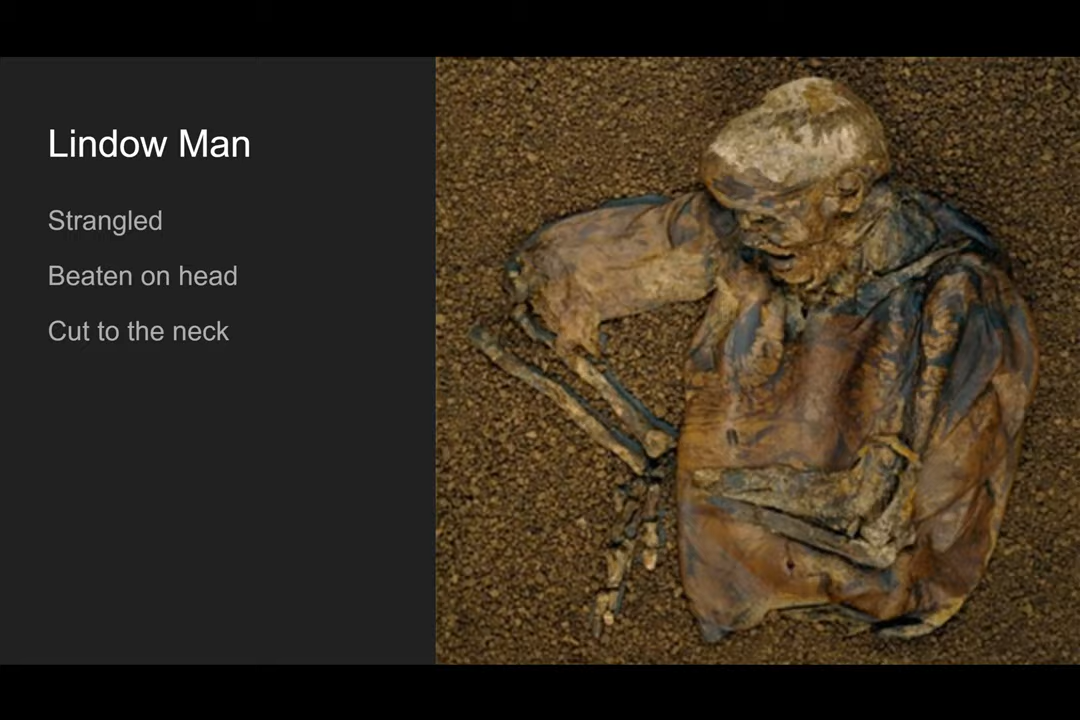 Lindow Man
Strangled
Beaten on head
Cut to the neck